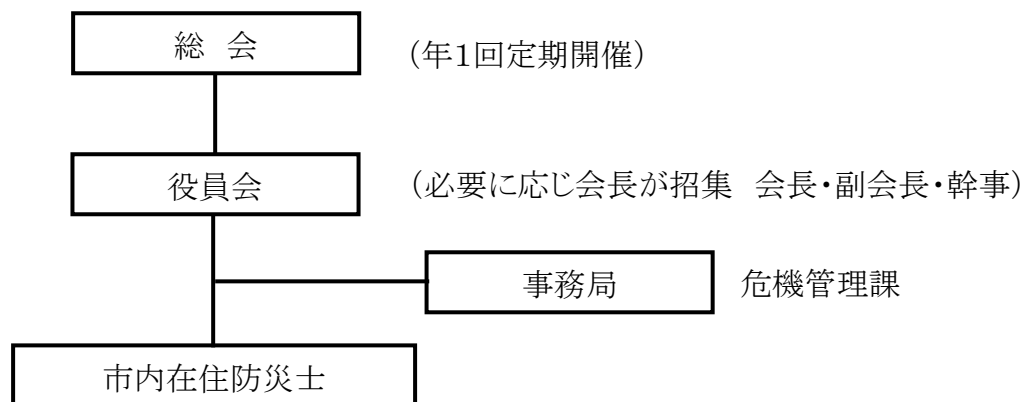 総 会 (年1回定期開催)
役員会 (必要に応じ会長が招集 会長・副会長・幹事)
事務局 危機管理課
市内在住防災士